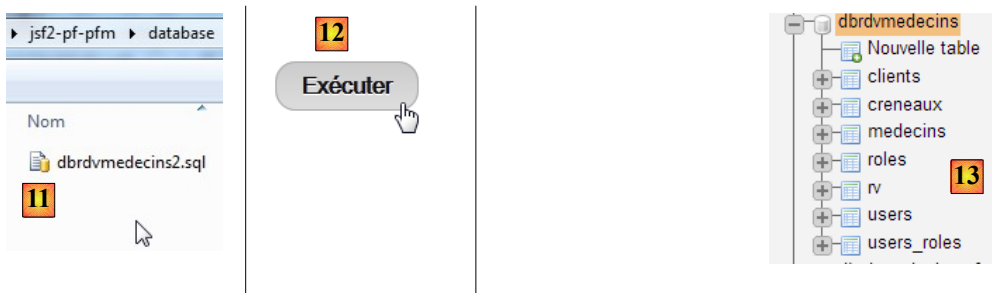 jsf2-pf-pfm
database
Nom
dbrdvmedecins2.sql
11
12
Exécuter
dbrdvmedecins
Nouvelle table
clients
creneaux
medecins
roles
rv
users
users_roles
13